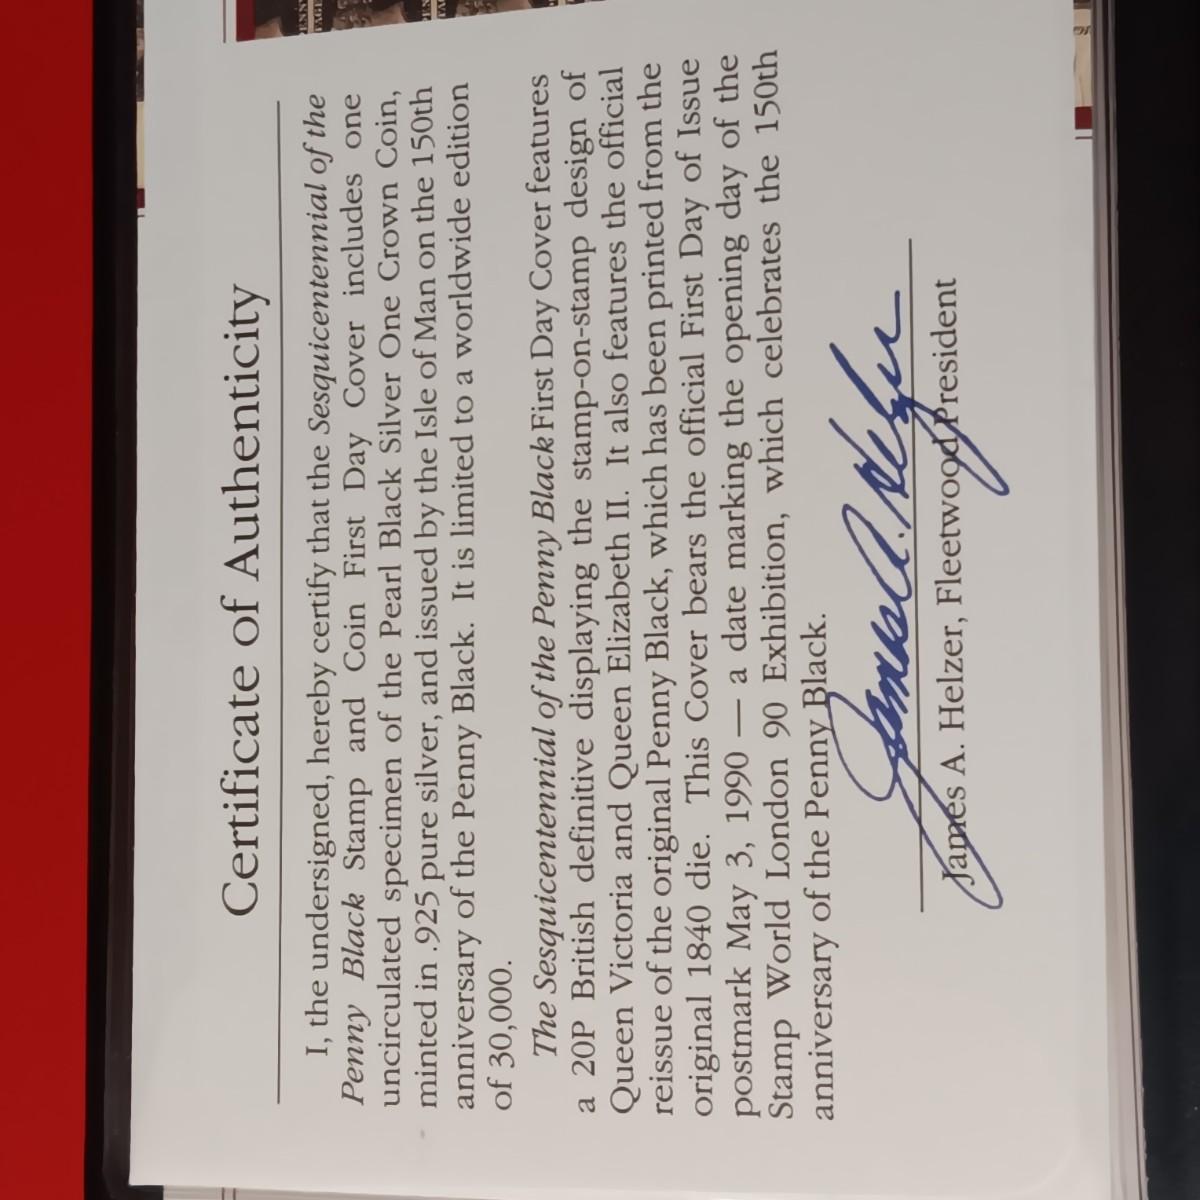 Certificate of Authenticity
I, the undersigned, hereby certify that the Sesquicentennial of the
Penny Black Stamp and Coin First Day Cover includes one
uncirculated specimen of the Pearl Black Silver One Crown Coin,
minted in .925 pure silver, and issued by the Isle of Man on the 150th
anniversary of the Penny Black. It is limited to a worldwide edition
of 30,000.
The Sesquicentennial of the Penny Black First Day Cover features
a 20P British definitive displaying the stamp-on-stamp design of
Queen Victoria and Queen Elizabeth II. It also features the official
reissue of the original Penny Black, which has been printed from the
original 1840 die. This Cover bears the official First Day of Issue
postmark May 3, 1990 — a date marking the opening day of the
Stamp World London 90 Exhibition, which celebrates the 150th
anniversary of the Penny Black.
James A. Helzer
James A. Helzer, Fleetwood President